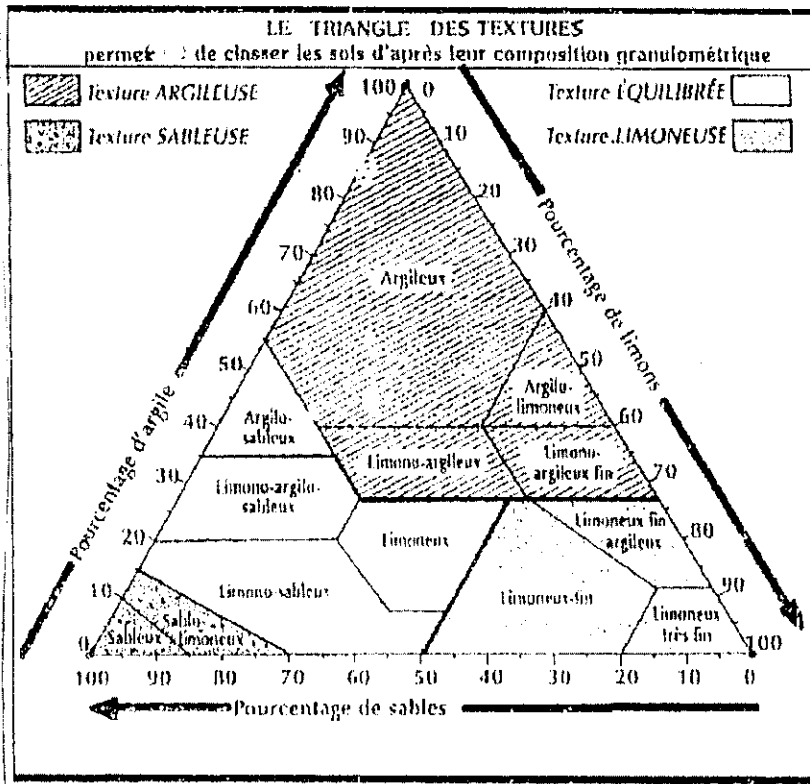 LE TRIANGLE DES TEXTURES
de classer les sols d'après leur composition granulométrique
Texture ARGILEUSE
Texture SABLEUSE
Texture ÉQUILIBRÉE
Texture LIMONEUSE
100 0
90 10
80 20
70 30
60 40
50 50
40 60
30 70
20 80
10 90
0 100
Pourcentage d'argile
Pourcentage de limons
Argileux
Argilo-
limoneux
Argilo-
sableux
Limono-argileux
Limono-
argileux fin
Limono-argilo-
sableux
Limoneux
Limoneux fin
argileux
Limono-sableux
Limoneux-fin
Limoneux
très fin
Sableux
Sablo-
Limoneux
100 90 80 70 60 50 40 30 20 10 0
Pourcentage de sables